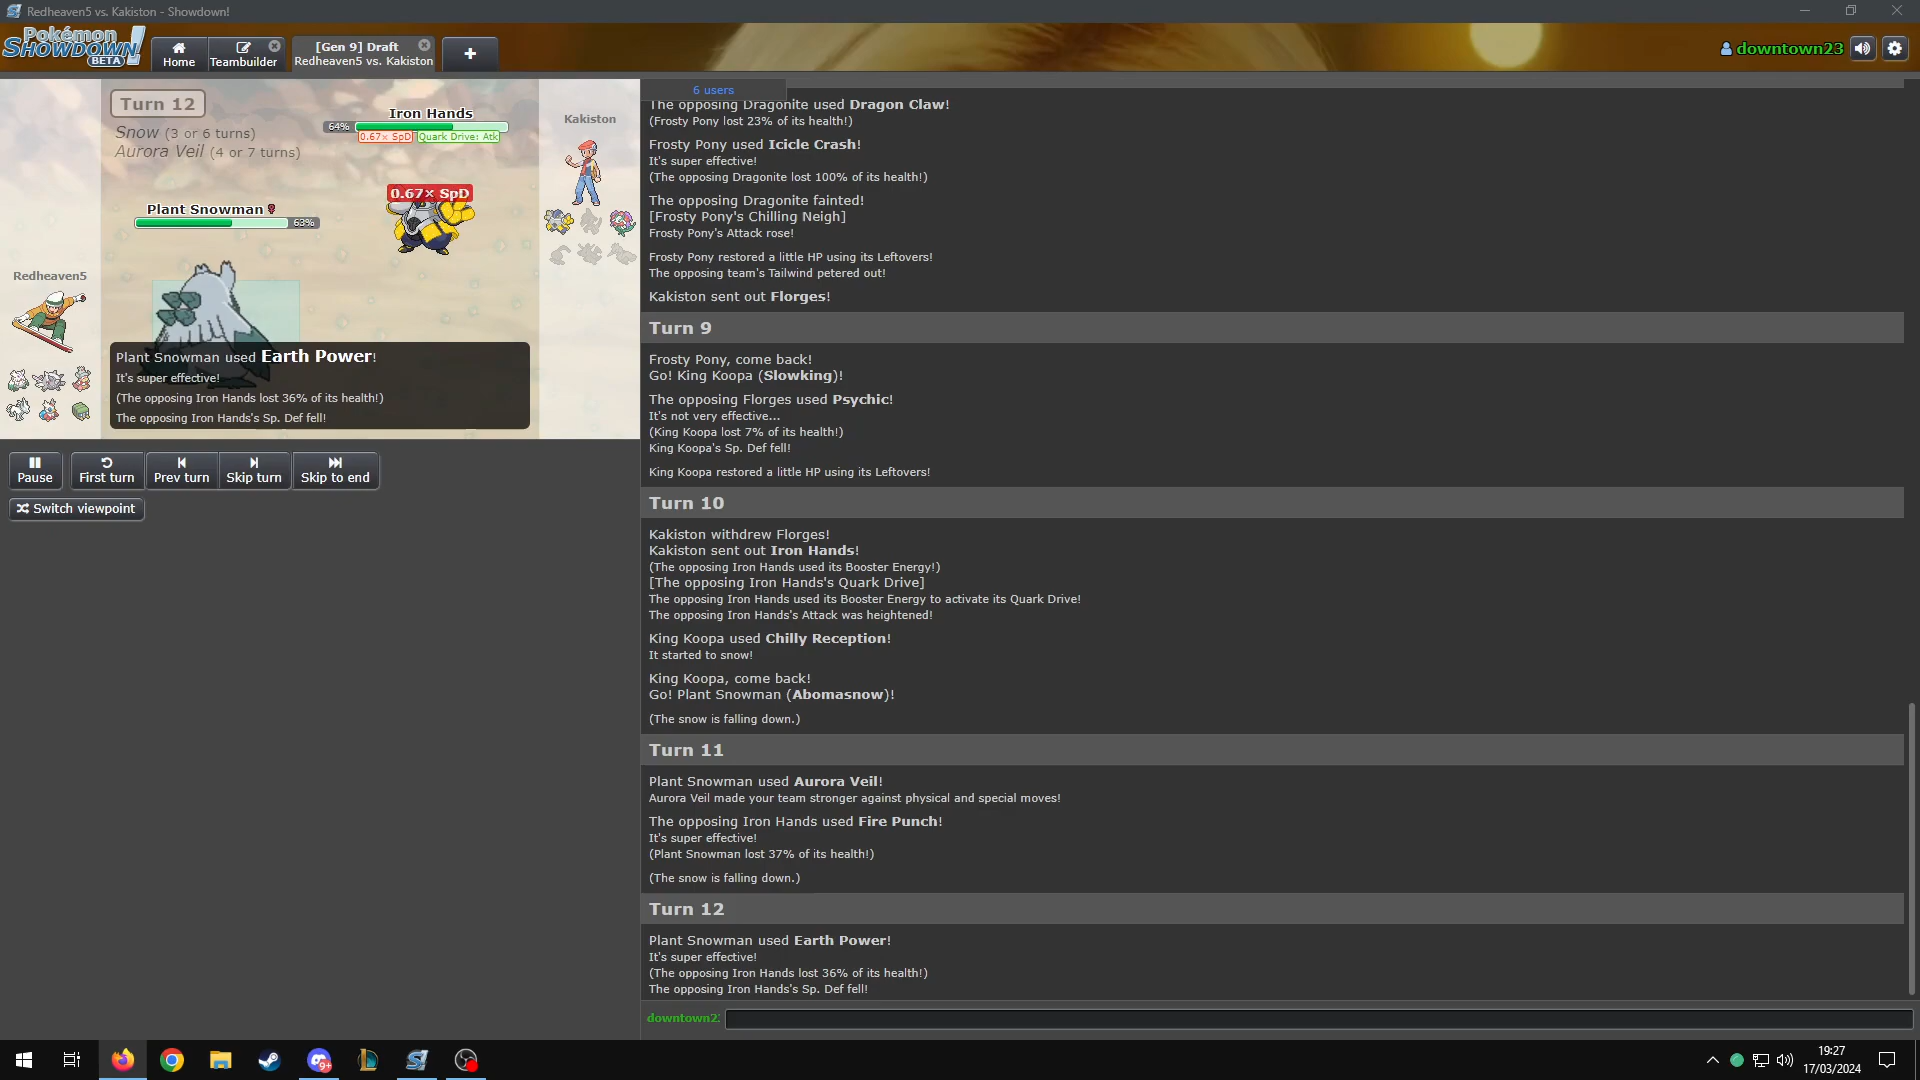 Redheaven5 vs. Kakiston - Showdown!
Pokémon
SHOWDOWN!
BETA
Home
Teambuilder
[Gen 9] Draft
Redheaven5 vs. Kakiston
+
downtown23
Turn 12
Snow (3 or 6 turns)
Aurora Veil (4 or 7 turns)
Iron Hands
64%
0.67× SpD
Quark Drive: Atk
0.67× SpD
Plant Snowman
63%
Kakiston
Redheaven5
Plant Snowman used Earth Power!
It's super effective!
(The opposing Iron Hands lost 36% of its health!)
The opposing Iron Hands's Sp. Def fell!
Pause
First turn
Prev turn
Skip turn
Skip to end
Switch viewpoint
6 users
The opposing Dragonite used Dragon Claw!
(Frosty Pony lost 23% of its health!)
Frosty Pony used Icicle Crash!
It's super effective!
(The opposing Dragonite lost 100% of its health!)
The opposing Dragonite fainted!
[Frosty Pony's Chilling Neigh]
Frosty Pony's Attack rose!
Frosty Pony restored a little HP using its Leftovers!
The opposing team's Tailwind petered out!
Kakiston sent out Florges!
Turn 9
Frosty Pony, come back!
Go! King Koopa (Slowking)!
The opposing Florges used Psychic!
It's not very effective...
(King Koopa lost 7% of its health!)
King Koopa's Sp. Def fell!
King Koopa restored a little HP using its Leftovers!
Turn 10
Kakiston withdrew Florges!
Kakiston sent out Iron Hands!
(The opposing Iron Hands used its Booster Energy!)
[The opposing Iron Hands's Quark Drive]
The opposing Iron Hands used its Booster Energy to activate its Quark Drive!
The opposing Iron Hands's Attack was heightened!
King Koopa used Chilly Reception!
It started to snow!
King Koopa, come back!
Go! Plant Snowman (Abomasnow)!
(The snow is falling down.)
Turn 11
Plant Snowman used Aurora Veil!
Aurora Veil made your team stronger against physical and special moves!
The opposing Iron Hands used Fire Punch!
It's super effective!
(Plant Snowman lost 37% of its health!)
(The snow is falling down.)
Turn 12
Plant Snowman used Earth Power!
It's super effective!
(The opposing Iron Hands lost 36% of its health!)
The opposing Iron Hands's Sp. Def fell!
downtown2:
9+
19:27
17/03/2024